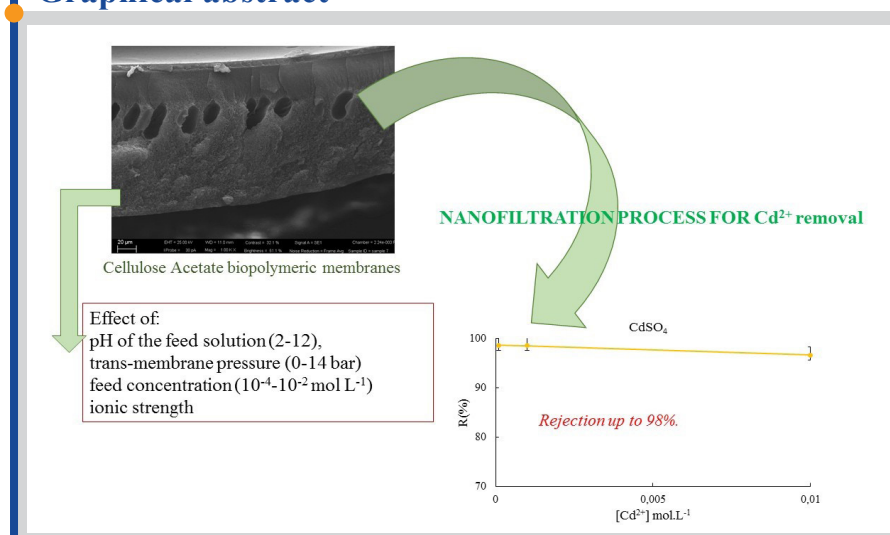 Graphical abstract
20 µm
Cellulose Acetate biopolymeric membranes
NANOFILTRATION PROCESS FOR Cd²⁺ removal
Effect of:
pH of the feed solution (2-12),
trans-membrane pressure (0-14 bar)
feed concentration (10⁻⁴-10⁻² mol L⁻¹)
ionic strength
CdSO₄
100
90
80
70
R(%)
Rejection up to 98%.
0
0,005
0,01
[Cd²⁺] mol.L⁻¹